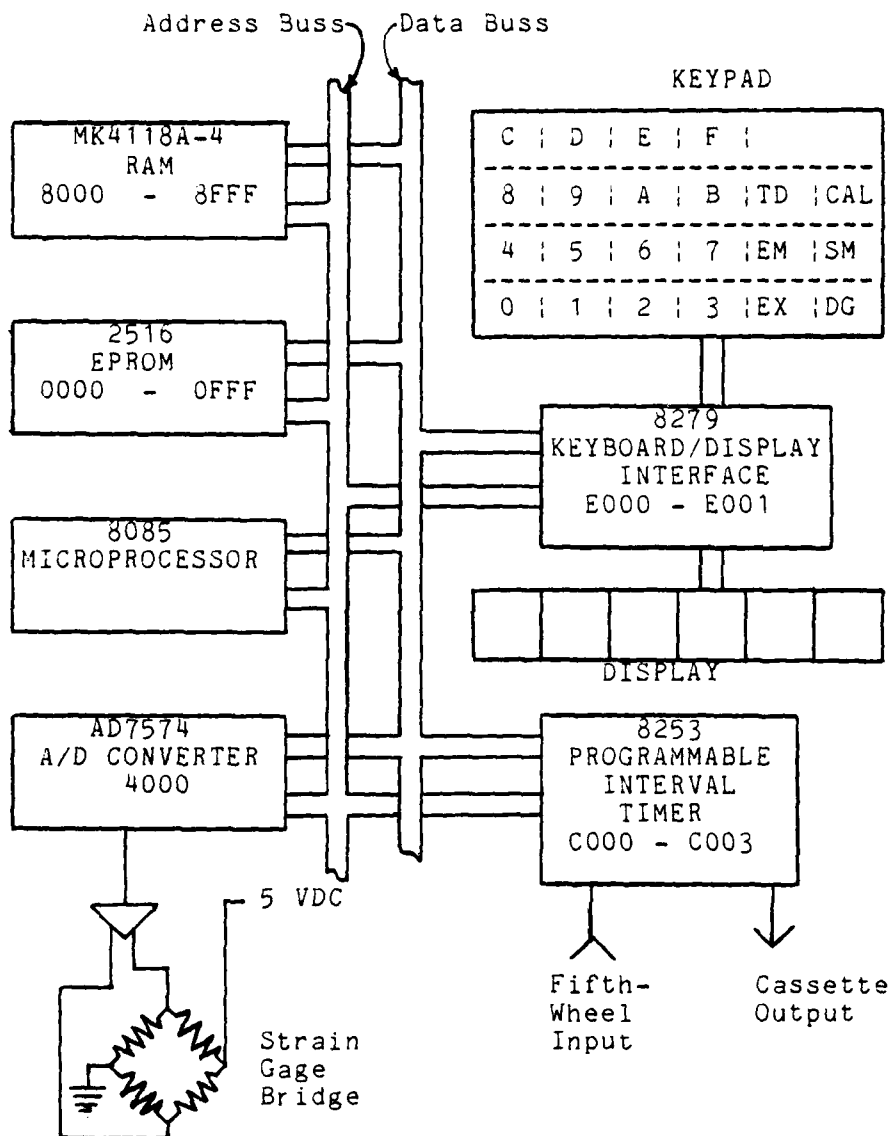 Address Buss
Data Buss
KEYPAD
MK4118A-4
RAM
8000 - 8FFF
C ¦ D ¦ E ¦ F ¦
8 ¦ 9 ¦ A ¦ B ¦TD ¦CAL
4 ¦ 5 ¦ 6 ¦ 7 ¦EM ¦SM
0 ¦ 1 ¦ 2 ¦ 3 ¦EX ¦DG
2516
EPROM
0000 - 0FFF
8279
KEYBOARD/DISPLAY
INTERFACE
E000 - E001
8085
MICROPROCESSOR
DISPLAY
AD7574
A/D CONVERTER
4000
8253
PROGRAMMABLE
INTERVAL
TIMER
C000 - C003
5 VDC
Strain
Gage
Bridge
Fifth-
Wheel
Input
Cassette
Output